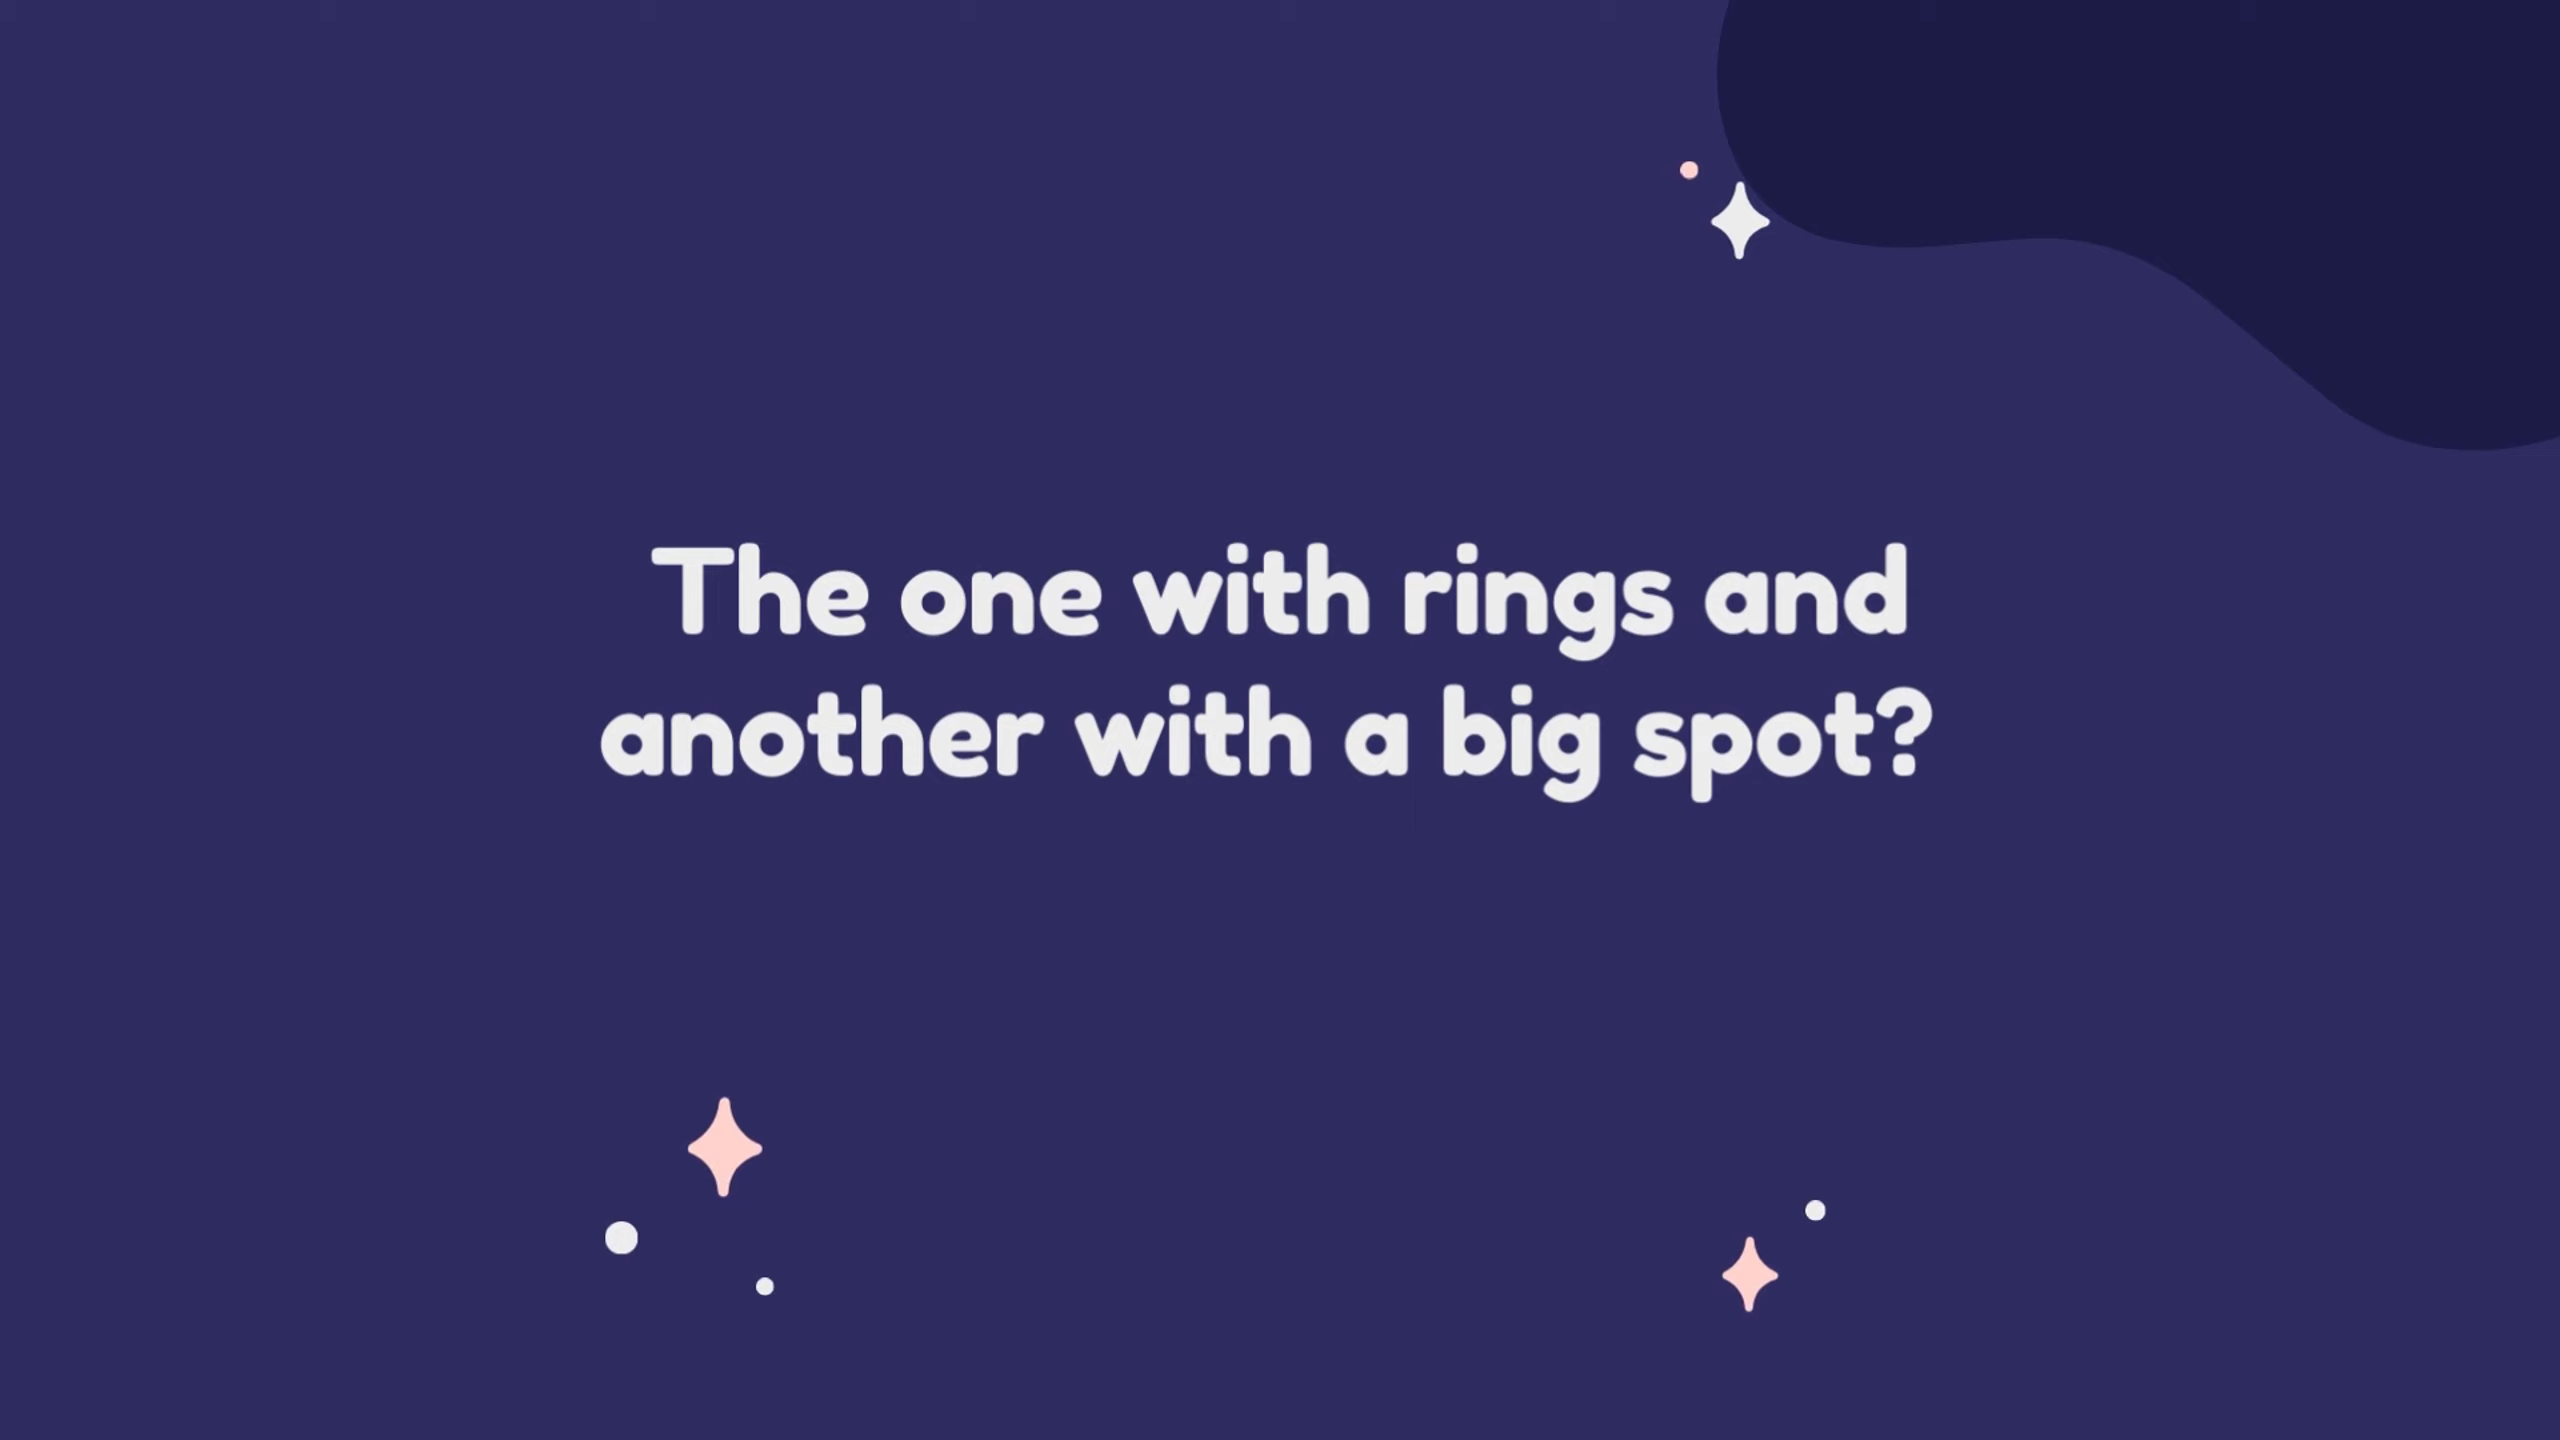 The one with rings and
another with a big spot?